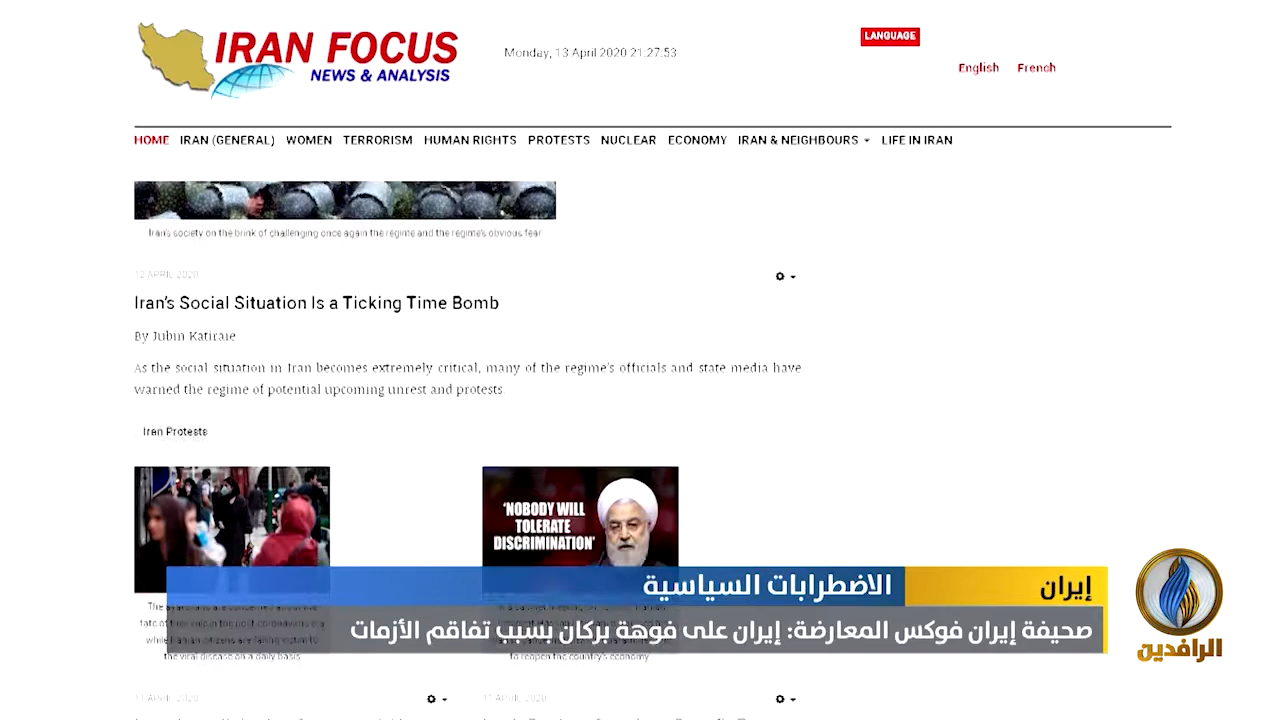 IRAN FOCUS
NEWS & ANALYSIS
Monday, 13 April 2020 21:27:53
LANGUAGE
English French
HOME IRAN (GENERAL) WOMEN TERRORISM HUMAN RIGHTS PROTESTS NUCLEAR ECONOMY IRAN & NEIGHBOURS LIFE IN IRAN
Iran's society on the brink of challenging once again the regime and the regime's obvious fear
12 APRIL 2020
Iran's Social Situation Is a Ticking Time Bomb
By Jubin Katiraie
As the social situation in Iran becomes extremely critical, many of the regime's officials and state media have
warned the regime of potential upcoming unrest and protests.
Iran Protests
'NOBODY WILL
TOLERATE
DISCRIMINATION'
إيران
الاضطرابات السياسية
صحيفة إيران فوكس المعارضة: إيران على فوهة بركان بسبب تفاقم الأزمات
الرافدين
the viral disease on a daily basis
to reopen the country's economy
11 APRIL 2020
11 APRIL 2020